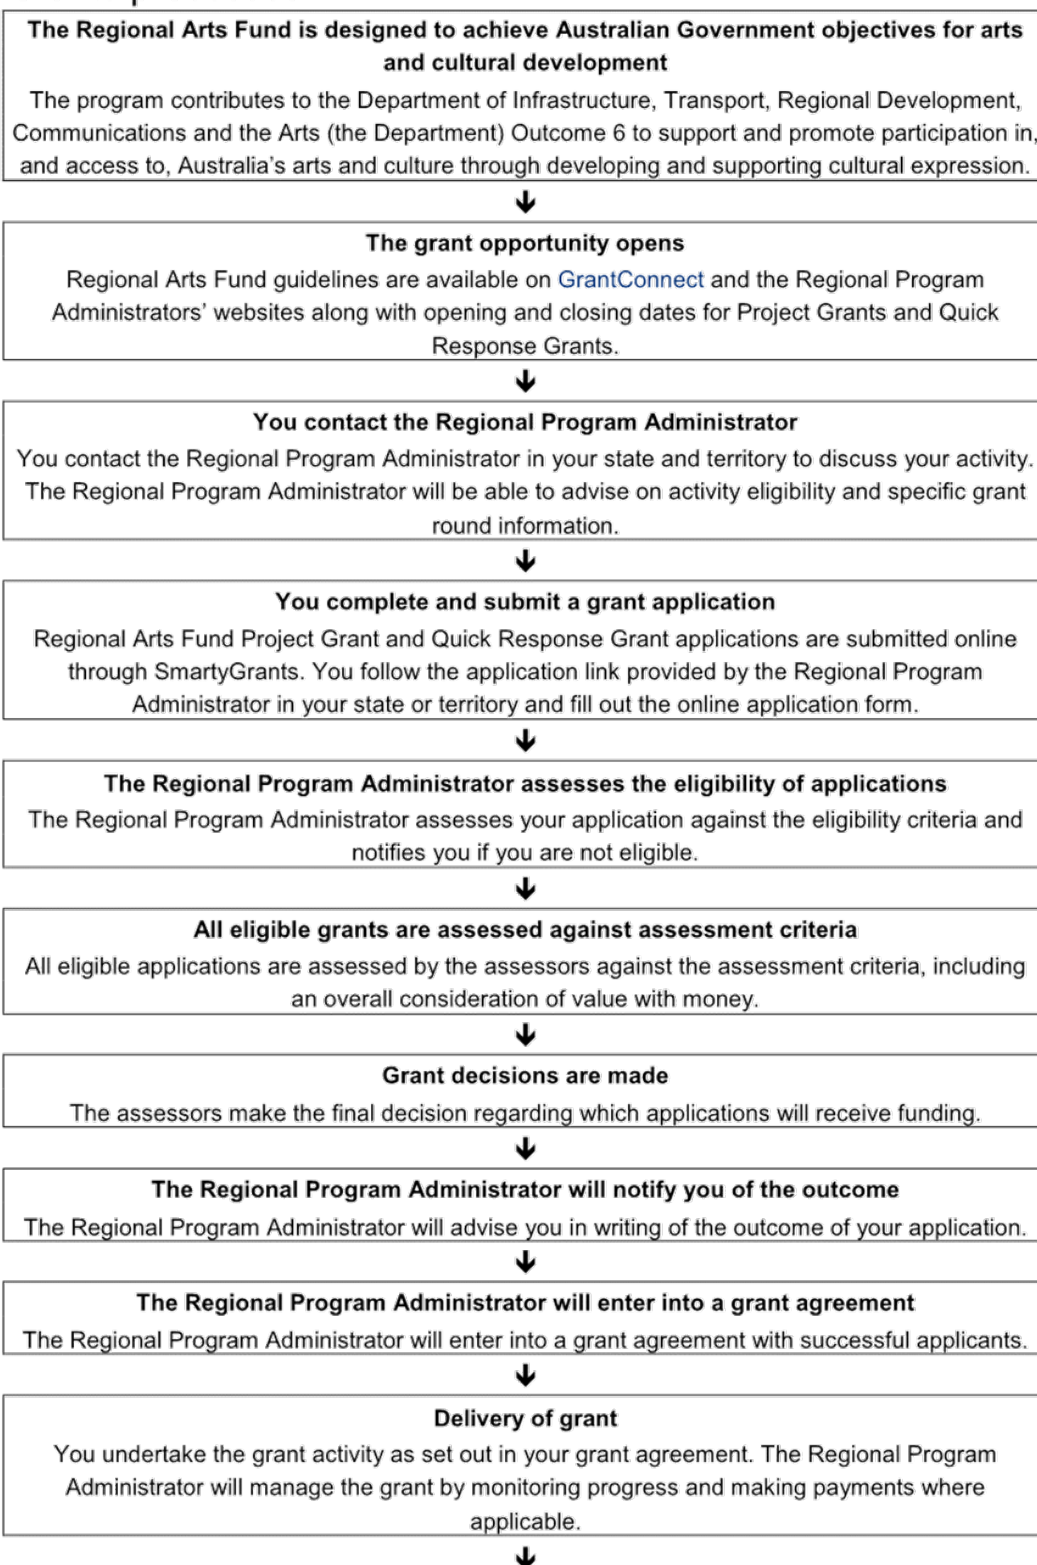 The Regional Arts Fund is designed to achieve Australian Government objectives for arts
and cultural development
The program contributes to the Department of Infrastructure, Transport, Regional Development,
Communications and the Arts (the Department) Outcome 6 to support and promote participation in,
and access to, Australia's arts and culture through developing and supporting cultural expression.
↓
The grant opportunity opens
Regional Arts Fund guidelines are available on GrantConnect and the Regional Program
Administrators' websites along with opening and closing dates for Project Grants and Quick
Response Grants.
↓
You contact the Regional Program Administrator
You contact the Regional Program Administrator in your state and territory to discuss your activity.
The Regional Program Administrator will be able to advise on activity eligibility and specific grant
round information.
↓
You complete and submit a grant application
Regional Arts Fund Project Grant and Quick Response Grant applications are submitted online
through SmartyGrants. You follow the application link provided by the Regional Program
Administrator in your state or territory and fill out the online application form.
↓
The Regional Program Administrator assesses the eligibility of applications
The Regional Program Administrator assesses your application against the eligibility criteria and
notifies you if you are not eligible.
↓
All eligible grants are assessed against assessment criteria
All eligible applications are assessed by the assessors against the assessment criteria, including
an overall consideration of value with money.
↓
Grant decisions are made
The assessors make the final decision regarding which applications will receive funding.
↓
The Regional Program Administrator will notify you of the outcome
The Regional Program Administrator will advise you in writing of the outcome of your application.
↓
The Regional Program Administrator will enter into a grant agreement
The Regional Program Administrator will enter into a grant agreement with successful applicants.
↓
Delivery of grant
You undertake the grant activity as set out in your grant agreement. The Regional Program
Administrator will manage the grant by monitoring progress and making payments where
applicable.
↓